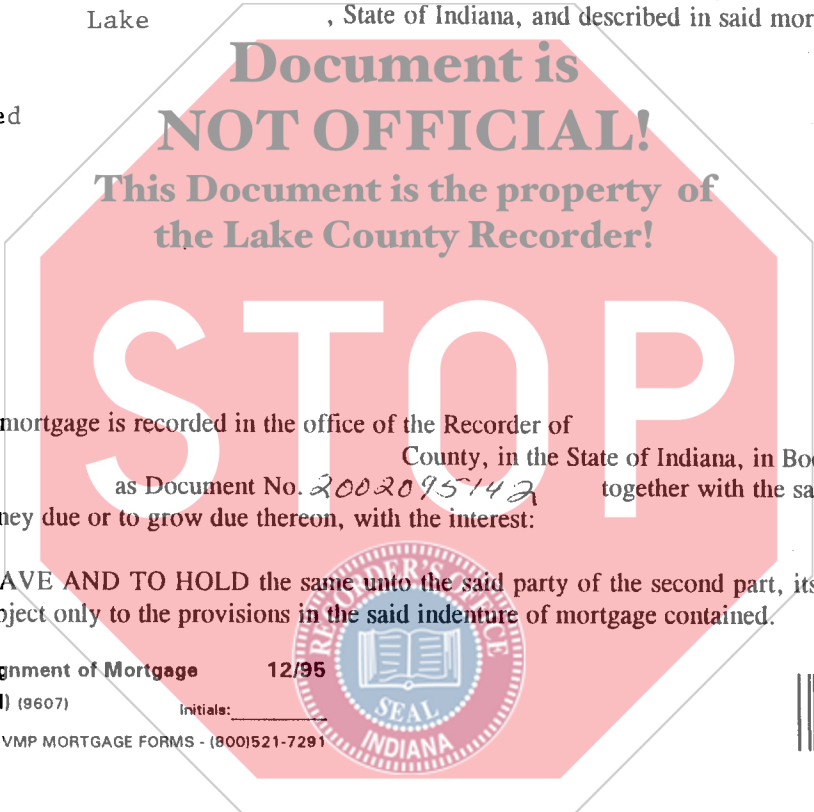 Lake , State of Indiana, and described in said mor
Document is
ed
NOT OFFICIAL!
This Document is the property of
the Lake County Recorder!
STOP
mortgage is recorded in the office of the Recorder of
County, in the State of Indiana, in Boo
as Document No. 2002095142 together with the sa
ney due or to grow due thereon, with the interest:
AVE AND TO HOLD the same unto the said party of the second part, its
bject only to the provisions in the said indenture of mortgage contained.
RECORDER'S OFFICE
gnment of Mortgage 12/95
) (9607) Initials:
SEAL
INDIANA
VMP MORTGAGE FORMS - (800)521-7291